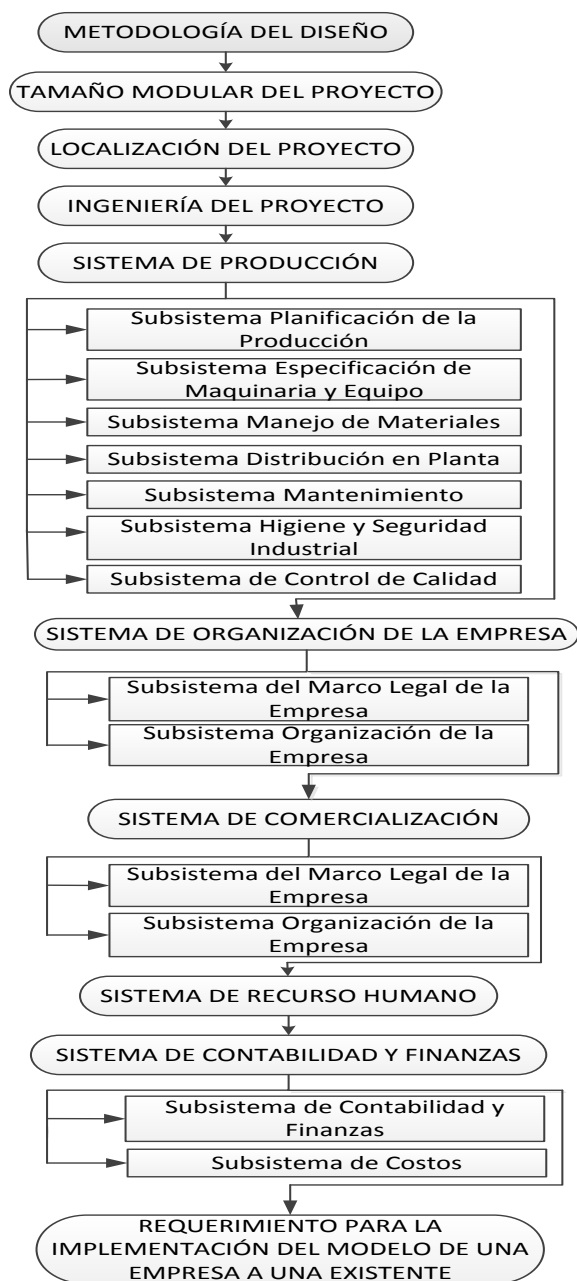 METODOLOGÍA DEL DISEÑO
TAMAÑO MODULAR DEL PROYECTO
LOCALIZACIÓN DEL PROYECTO
INGENIERÍA DEL PROYECTO
SISTEMA DE PRODUCCIÓN
Subsistema Planificación de la
Producción
Subsistema Especificación de
Maquinaria y Equipo
Subsistema Manejo de Materiales
Subsistema Distribución en Planta
Subsistema Mantenimiento
Subsistema Higiene y Seguridad
Industrial
Subsistema de Control de Calidad
SISTEMA DE ORGANIZACIÓN DE LA EMPRESA
Subsistema del Marco Legal de la
Empresa
Subsistema Organización de la
Empresa
SISTEMA DE COMERCIALIZACIÓN
Subsistema del Marco Legal de la
Empresa
Subsistema Organización de la
Empresa
SISTEMA DE RECURSO HUMANO
SISTEMA DE CONTABILIDAD Y FINANZAS
Subsistema de Contabilidad y
Finanzas
Subsistema de Costos
REQUERIMIENTO PARA LA
IMPLEMENTACIÓN DEL MODELO DE UNA
EMPRESA A UNA EXISTENTE